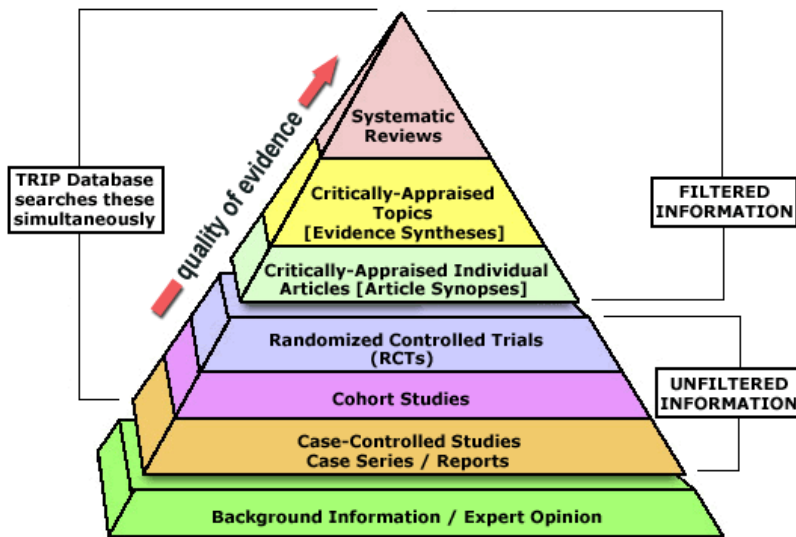 Systematic
Reviews
Critically-Appraised
Topics
[Evidence Syntheses]
Critically-Appraised Individual
Articles [Article Synopses]
Randomized Controlled Trials
(RCTs)
Cohort Studies
Case-Controlled Studies
Case Series / Reports
Background Information / Expert Opinion
quality of evidence
TRIP Database
searches these
simultaneously
FILTERED
INFORMATION
UNFILTERED
INFORMATION